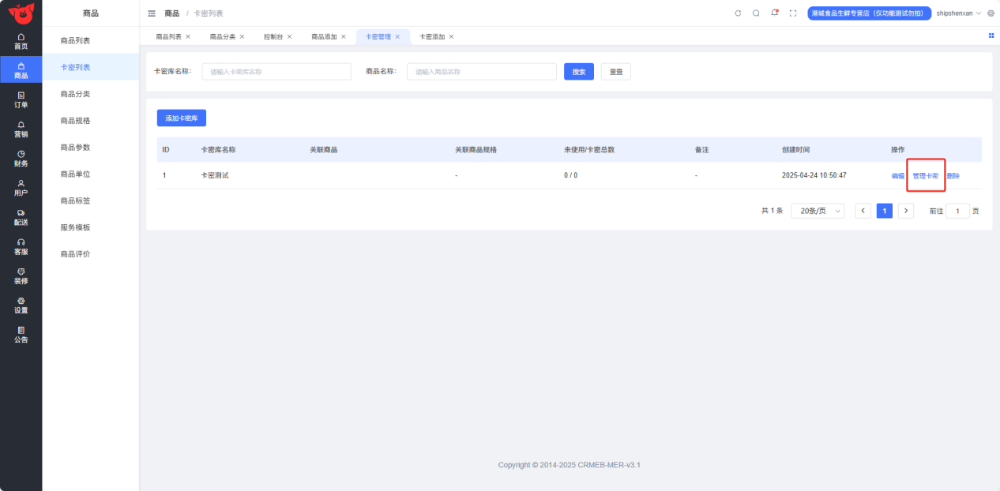 商品
商品 / 卡密列表
港城食品生鲜专营店（仅功能测试勿拍）
shipshenxan
首页
商品
订单
营销
财务
用户
配送
客服
装修
设置
公告
商品列表
卡密列表
商品分类
商品规格
商品参数
商品单位
商品标签
服务模板
商品评价
商品列表 × 商品分类 × 控制台 × 商品添加 × 卡密管理 × 卡密添加 ×
卡密库名称： 请输入卡密库名称 商品名称： 请输入商品名称 搜索 重置
添加卡密库
ID 卡密库名称 关联商品 关联商品规格 未使用/卡密总数 备注 创建时间 操作
1 卡密测试 - 0 / 0 - 2025-04-24 10:50:47 编辑 管理卡密 删除
共 1 条 20条/页 1 前往 1 页
Copyright © 2014-2025 CRMEB-MER-v3.1